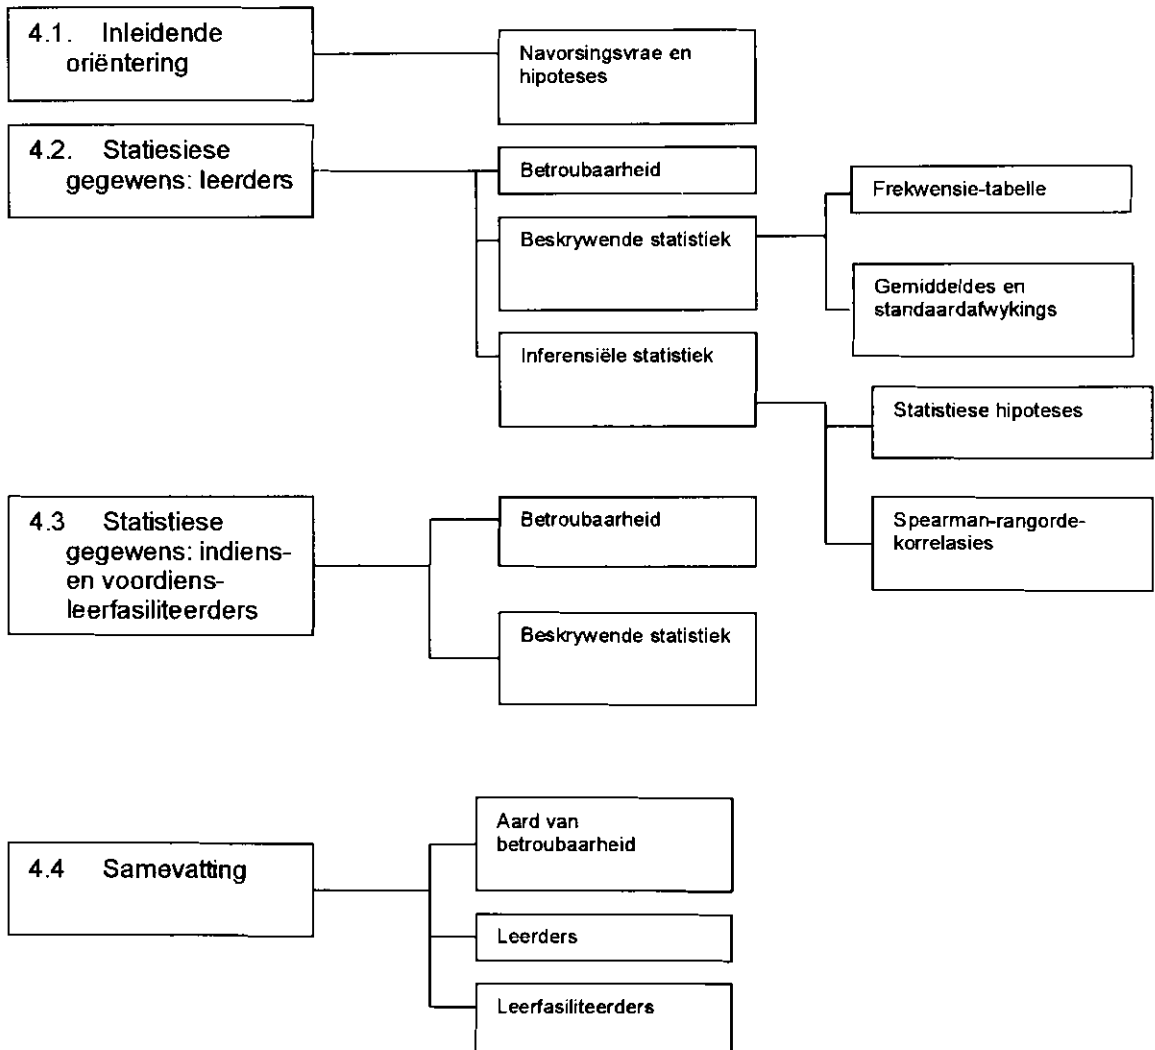 4.1. Inleidende
oriëntering
Navorsingsvrae en
hipoteses
4.2. Statiesiese
gegewens: leerders
Betroubaarheid
Beskrywende statistiek
Frekwensie-tabelle
Gemiddeldes en
standaardafwykings
Inferensiële statistiek
Statistiese hipoteses
Spearman-rangorde-
korrelasies
4.3 Statistiese
gegewens: indiens-
en voordiens-
leerfasiliteerders
Betroubaarheid
Beskrywende statistiek
4.4 Samevatting
Aard van
betroubaarheid
Leerders
Leerfasiliteerders